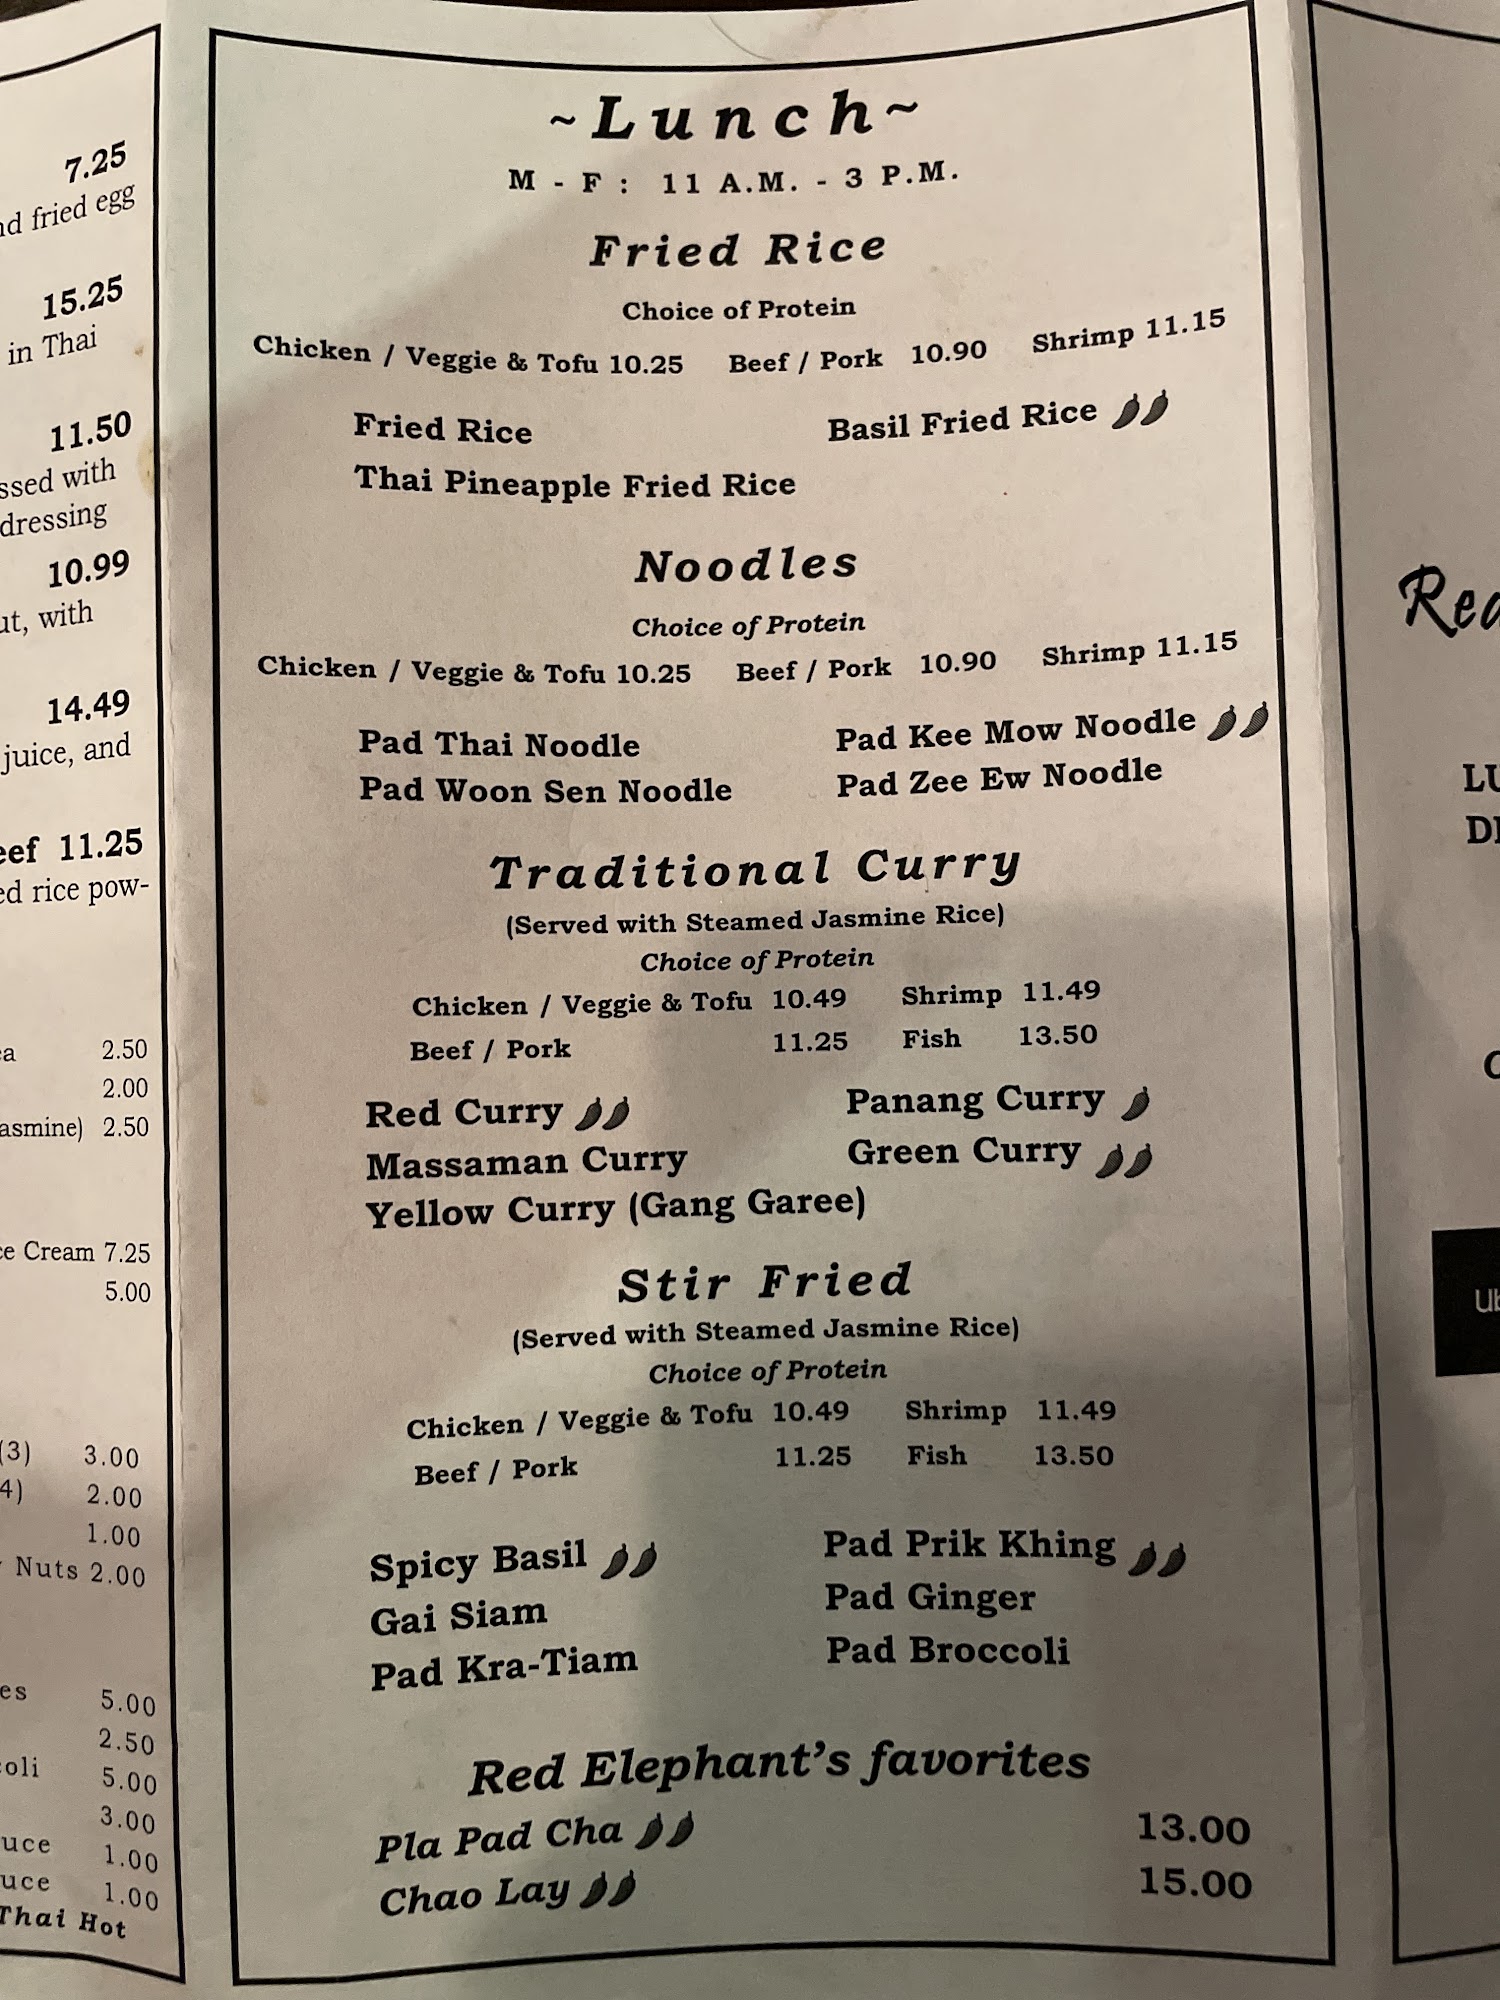 7.25
fried egg
15.25
in Thai
11.50
with
dressing
10.99
with
14.49
juice, and
11.25
rice pow-
2.50
2.00
2.50
Cream 7.25
5.00
(3) 3.00
4) 2.00
1.00
Nuts 2.00
5.00
2.50
5.00
3.00
1.00
1.00
Thai Hot
~Lunch~
M - F : 11 A.M. - 3 P.M.
Fried Rice
Choice of Protein
Chicken / Veggie & Tofu 10.25 Beef / Pork 10.90 Shrimp 11.15
Fried Rice Basil Fried Rice
Thai Pineapple Fried Rice
Noodles
Choice of Protein
Chicken / Veggie & Tofu 10.25 Beef / Pork 10.90 Shrimp 11.15
Pad Thai Noodle Pad Kee Mow Noodle
Pad Woon Sen Noodle Pad Zee Ew Noodle
Traditional Curry
(Served with Steamed Jasmine Rice)
Choice of Protein
Chicken / Veggie & Tofu 10.49 Shrimp 11.49
Beef / Pork 11.25 Fish 13.50
Red Curry Panang Curry
Massaman Curry Green Curry
Yellow Curry (Gang Garee)
Stir Fried
(Served with Steamed Jasmine Rice)
Choice of Protein
Chicken / Veggie & Tofu 10.49 Shrimp 11.49
Beef / Pork 11.25 Fish 13.50
Spicy Basil Pad Prik Khing
Gai Siam Pad Ginger
Pad Kra-Tiam Pad Broccoli
Red Elephant's favorites
Pla Pad Cha 13.00
Chao Lay 15.00